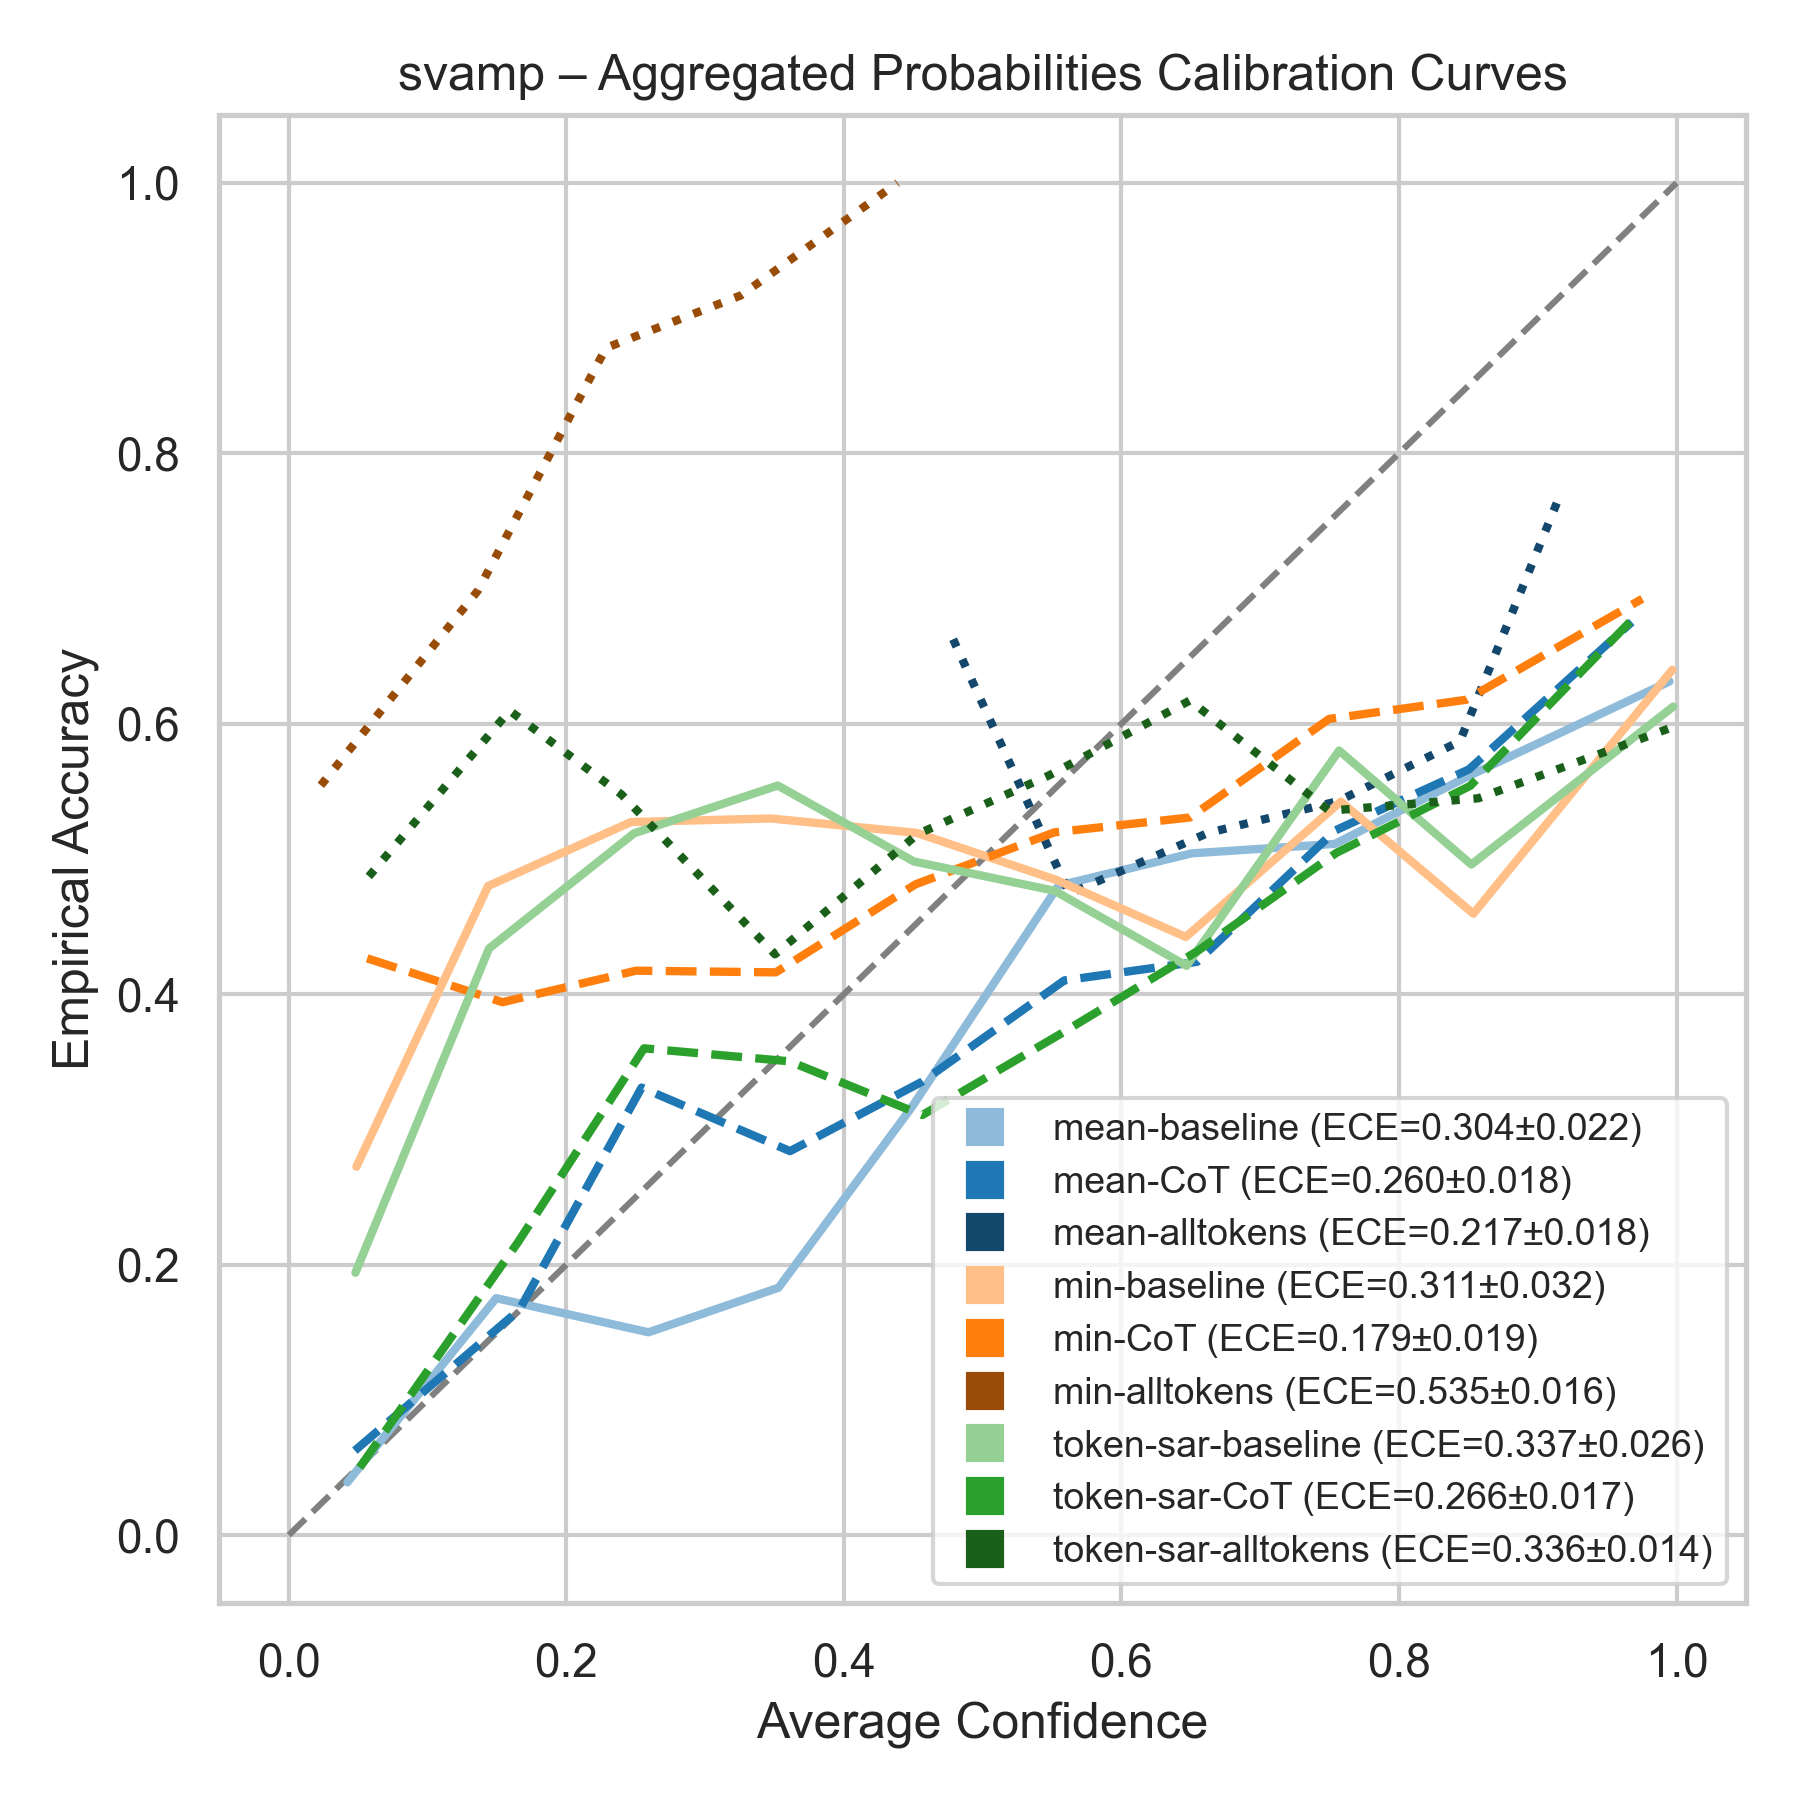 svamp – Aggregated Probabilities Calibration Curves
Empirical Accuracy
1.0
0.8
0.6
0.4
0.2
0.0
mean-baseline (ECE=0.304±0.022)
mean-CoT (ECE=0.260±0.018)
mean-alltokens (ECE=0.217±0.018)
min-baseline (ECE=0.311±0.032)
min-CoT (ECE=0.179±0.019)
min-alltokens (ECE=0.535±0.016)
token-sar-baseline (ECE=0.337±0.026)
token-sar-CoT (ECE=0.266±0.017)
token-sar-alltokens (ECE=0.336±0.014)
0.0 0.2 0.4 0.6 0.8 1.0
Average Confidence